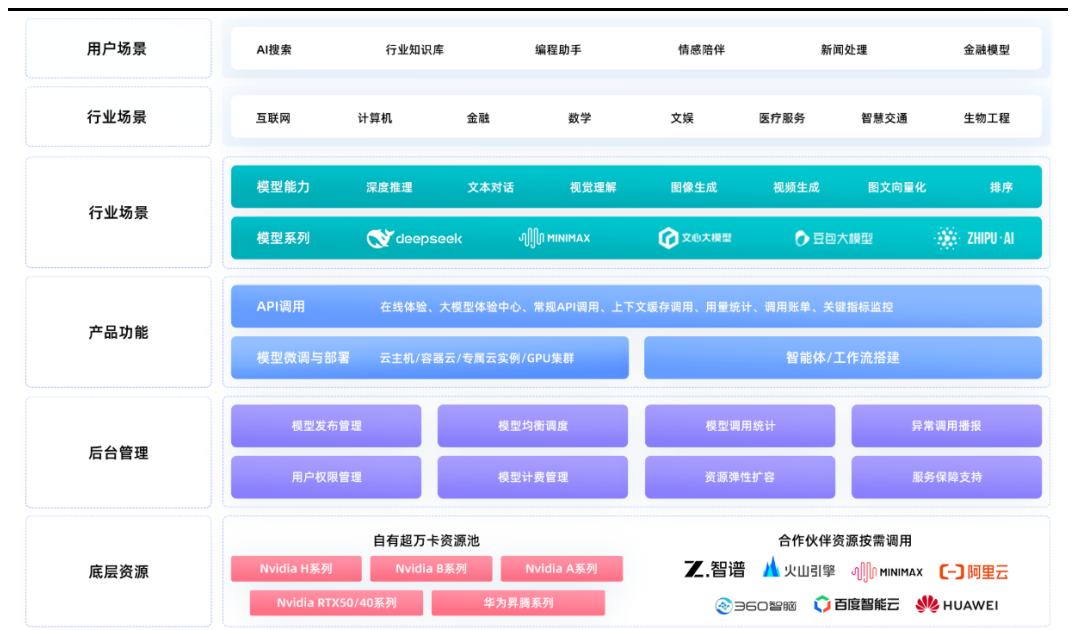 用户场景
AI搜索 行业知识库 编程助手 情感陪伴 新闻处理 金融模型
行业场景
互联网 计算机 金融 数学 文娱 医疗服务 智慧交通 生物工程
行业场景
模型能力 深度推理 文本对话 视觉理解 图像生成 视频生成 图文向量化 排序
模型系列 deepseek MINIMAX 文心大模型 豆包大模型 ZHIPU·AI
产品功能
API调用 在线体验、大模型体验中心、常规API调用、上下文缓存调用、用量统计、调用账单、关键指标监控
模型微调与部署 云主机/容器云/专属云实例/GPU集群 智能体/工作流搭建
后台管理
模型发布管理 模型均衡调度 模型调用统计 异常调用播报
用户权限管理 模型计费管理 资源弹性扩容 服务保障支持
底层资源
自有超万卡资源池
Nvidia H系列 Nvidia B系列 Nvidia A系列
Nvidia RTX50/40系列 华为昇腾系列
合作伙伴资源按需调用
Z.智谱 火山引擎 MINIMAX 阿里云
360智脑 百度智能云 HUAWEI